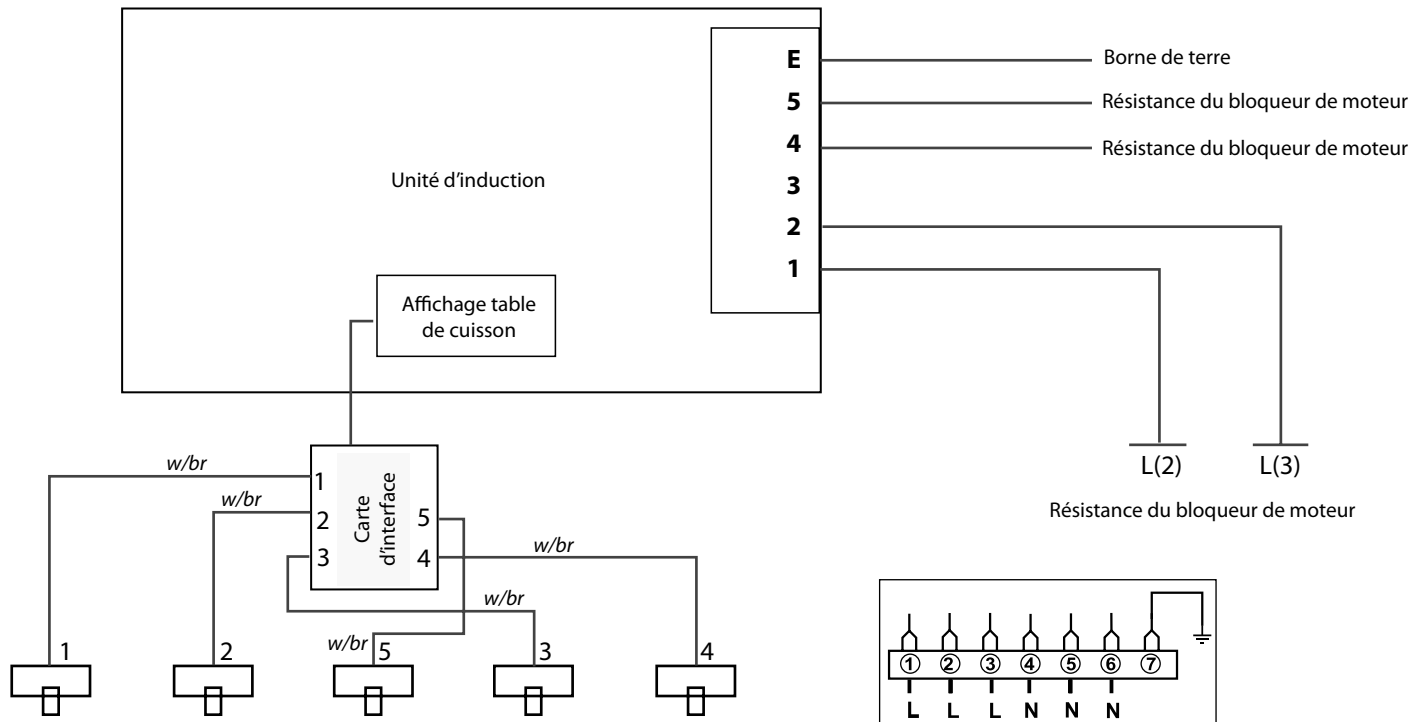 E
Borne de terre
5
Résistance du bloqueur de moteur
4
Résistance du bloqueur de moteur
Unité d'induction
3
2
1
Affichage table
de cuisson
L(2)
L(3)
Résistance du bloqueur de moteur
w/br
1
w/br
2
3
Carte
d'interface
5
4
w/br
w/br
w/br
1
2
5
3
4
1
2
3
4
5
6
7
L
L
L
N
N
N